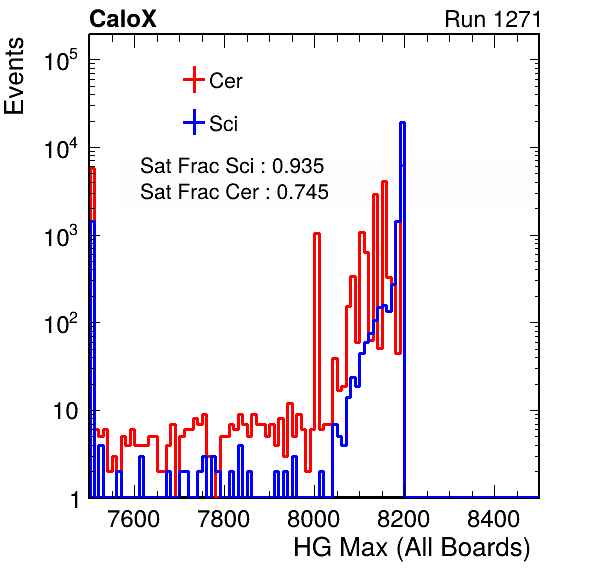 CaloX Run 1271
Events
10^5
10^4
10^3
10^2
10
1
Cer
Sci
Sat Frac Sci : 0.935
Sat Frac Cer : 0.745
7600 7800 8000 8200 8400
HG Max (All Boards)